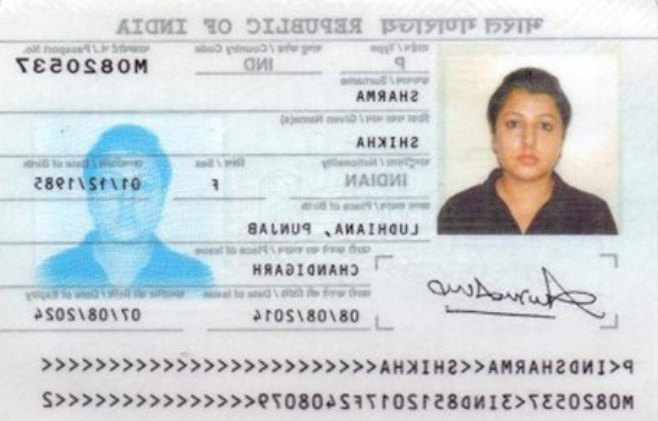 भारत गणराज्य REPUBLIC OF INDIA
टाईप / Type राष्ट्र कोड / Country Code पासपोर्ट नं. / Passport No.
P IND M0820537
उपनाम / Surname
SHARMA
दिया गया नाम / Given Name(s)
SHIKHA
राष्ट्रीयता / Nationality लिंग / Sex जन्मतिथि / Date of Birth
INDIAN F 01/12/1985
जन्म स्थान / Place of Birth
LUDHIANA, PUNJAB
जारी करने का स्थान / Place of Issue
CHANDIGARH
जारी करने की तिथि / Date of Issue समाप्ति की तिथि / Date of Expiry
08/08/2014 07/08/2024
P<INDSHARMA<<SHIKHA<<<<<<<<<<<<<<<<<<<<<<<<<
M0820537<3IND8512017F2408079<<<<<<<<<<<<<<<2